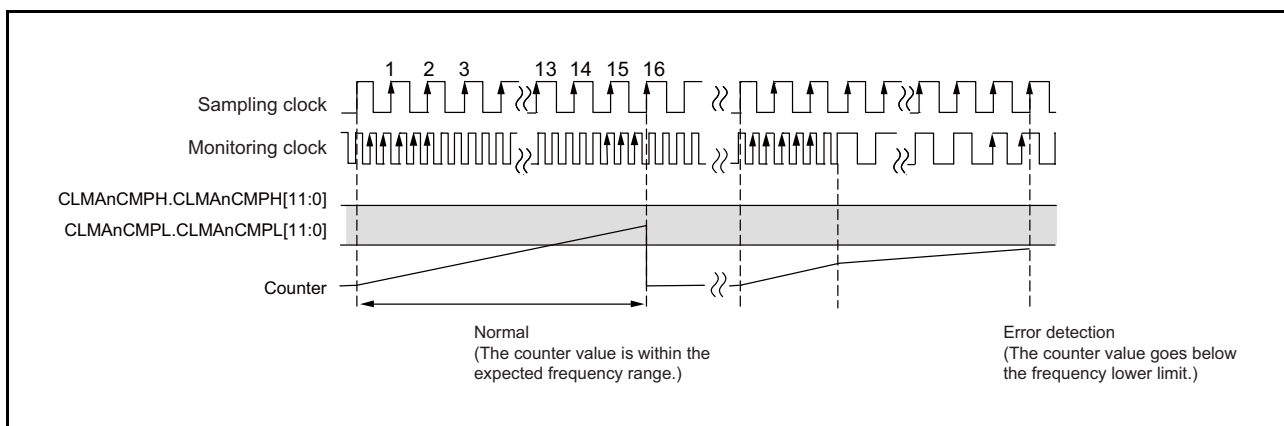 1 2 3 13 14 15 16
Sampling clock
Monitoring clock
CLMAnCMPH.CLMAnCMPH[11:0]
CLMAnCMPL.CLMAnCMPL[11:0]
Counter
Normal
(The counter value is within the
expected frequency range.)
Error detection
(The counter value goes below
the frequency lower limit.)